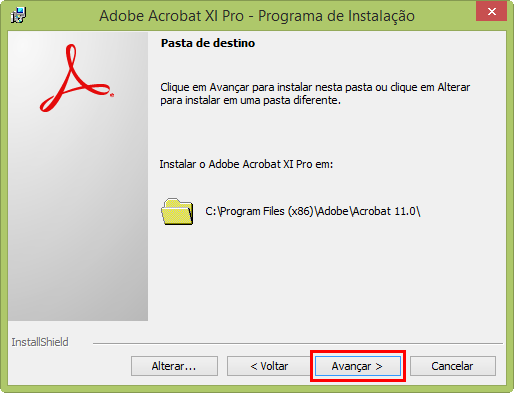 Adobe Acrobat XI Pro - Programa de Instalação
Pasta de destino
Clique em Avançar para instalar nesta pasta ou clique em Alterar
para instalar em uma pasta diferente.
Instalar o Adobe Acrobat XI Pro em:
C:\Program Files (x86)\Adobe\Acrobat 11.0\
InstallShield
Alterar... < Voltar Avançar > Cancelar